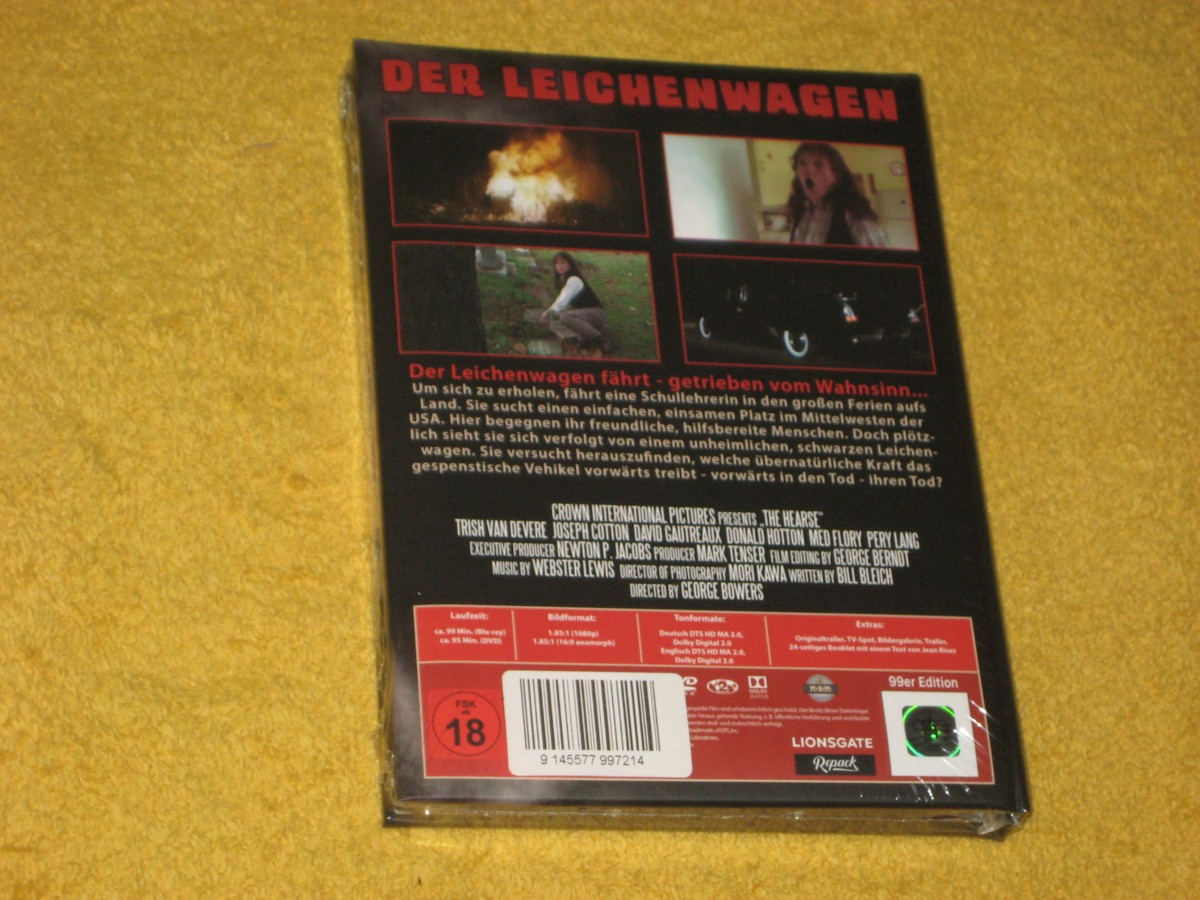 DER LEICHENWAGEN
Der Leichenwagen fährt - getrieben vom Wahnsinn...
Um sich zu erholen, fährt eine Schullehrerin in den großen Ferien aufs
Land. Sie sucht einen einfachen, einsamen Platz im Mittelwesten der
USA. Hier begegnen ihr freundliche, hilfsbereite Menschen. Doch plötz-
lich sieht sie sich verfolgt von einem unheimlichen, schwarzen Leichen-
wagen. Sie versucht herauszufinden, welche übernatürliche Kraft das
gespenstische Vehikel vorwärts treibt - vorwärts in den Tod - ihren Tod?
CROWN INTERNATIONAL PICTURES PRESENTS „THE HEARSE"
TRISH VAN DEVERE JOSEPH COTTON DAVID GAUTREAUX DONALD HOTTON MED FLORY PERY LANG
EXECUTIVE PRODUCER NEWTON P. JACOBS PRODUCER MARK TENSER FILM EDITING BY GEORGE BERNDT
MUSIC BY WEBSTER LEWIS DIRECTOR OF PHOTOGRAPHY MORI KAWA WRITTEN BY BILL BLEICH
DIRECTED BY GEORGE BOWERS
Laufzeit:
ca. 99 Min. (Blu-ray)
ca. 95 Min. (DVD)
Bildformat:
1.85:1 (1080p)
1.85:1 (16:9 anamorph)
Tonformate:
Deutsch DTS HD MA 2.0,
Dolby Digital 2.0
Englisch DTS HD MA 2.0,
Dolby Digital 2.0
Extras:
Originaltrailer, TV-Spot, Bildergalerie, Trailer,
24-seitiges Booklet mit einem Text von Jean Rises
FSK
ab
18
9 145577 997214
DOLBY
AUDIO
99er Edition
LIONSGATE
Repack